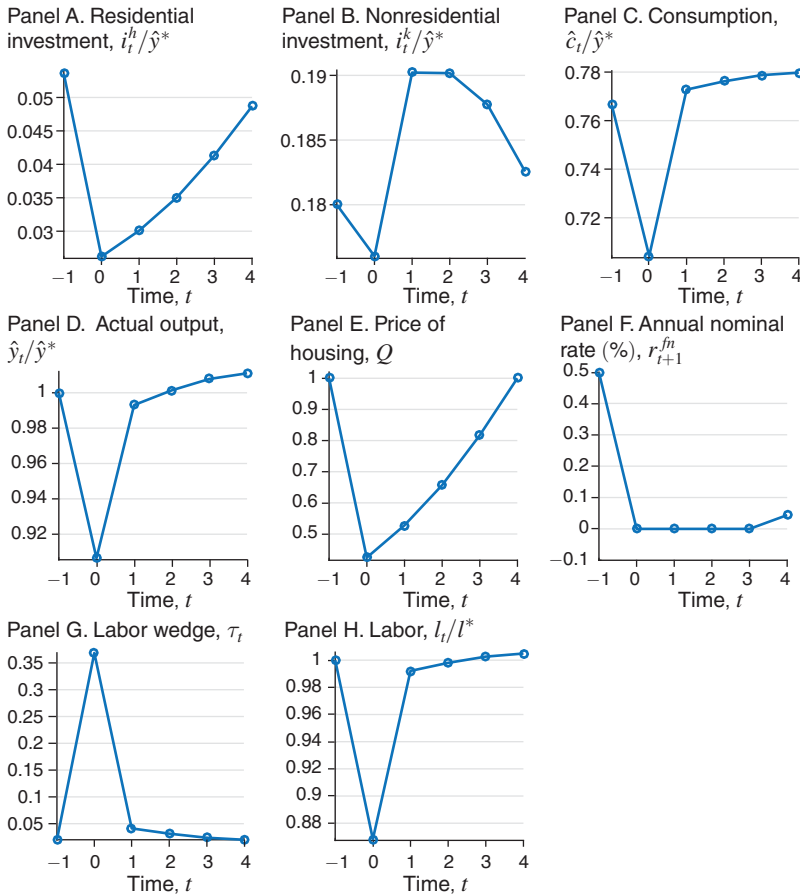 Panel A. Residential
investment, i_t^h/ŷ*
0.05
0.045
0.04
0.035
0.03
−1 0 1 2 3 4
Time, t
Panel B. Nonresidential
investment, i_t^k/ŷ*
0.19
0.185
0.18
−1 0 1 2 3 4
Time, t
Panel C. Consumption,
ĉ_t/ŷ*
0.78
0.76
0.74
0.72
−1 0 1 2 3 4
Time, t
Panel D. Actual output,
ŷ_t/ŷ*
1
0.98
0.96
0.94
0.92
−1 0 1 2 3 4
Time, t
Panel E. Price of
housing, Q
1
0.9
0.8
0.7
0.6
0.5
−1 0 1 2 3 4
Time, t
Panel F. Annual nominal
rate (%), r_{t+1}^{fn}
0.5
0.4
0.3
0.2
0.1
0
−0.1
−1 0 1 2 3 4
Time, t
Panel G. Labor wedge, τ_t
0.35
0.3
0.25
0.2
0.15
0.1
0.05
−1 0 1 2 3 4
Time, t
Panel H. Labor, l_t/l*
1
0.98
0.96
0.94
0.92
0.9
0.88
−1 0 1 2 3 4
Time, t